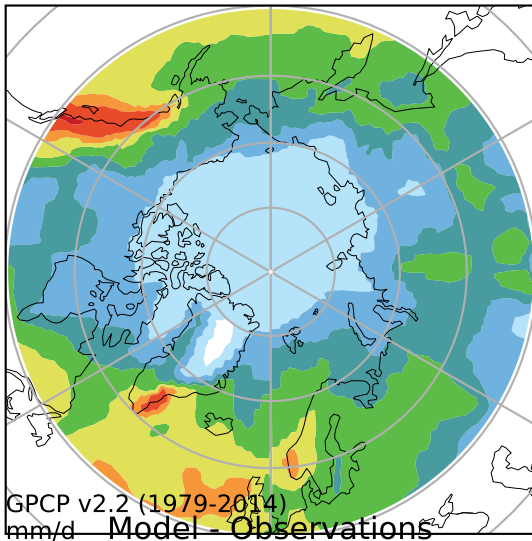 GPCP v2.2 (1979-2014)
mm/d Model - Observations